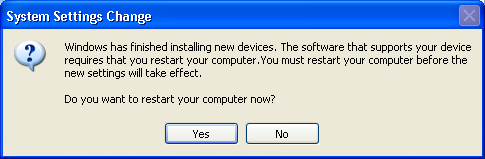 System Settings Change
Windows has finished installing new devices. The software that supports your device
requires that you restart your computer.You must restart your computer before the
new settings will take effect.
Do you want to restart your computer now?
Yes
No